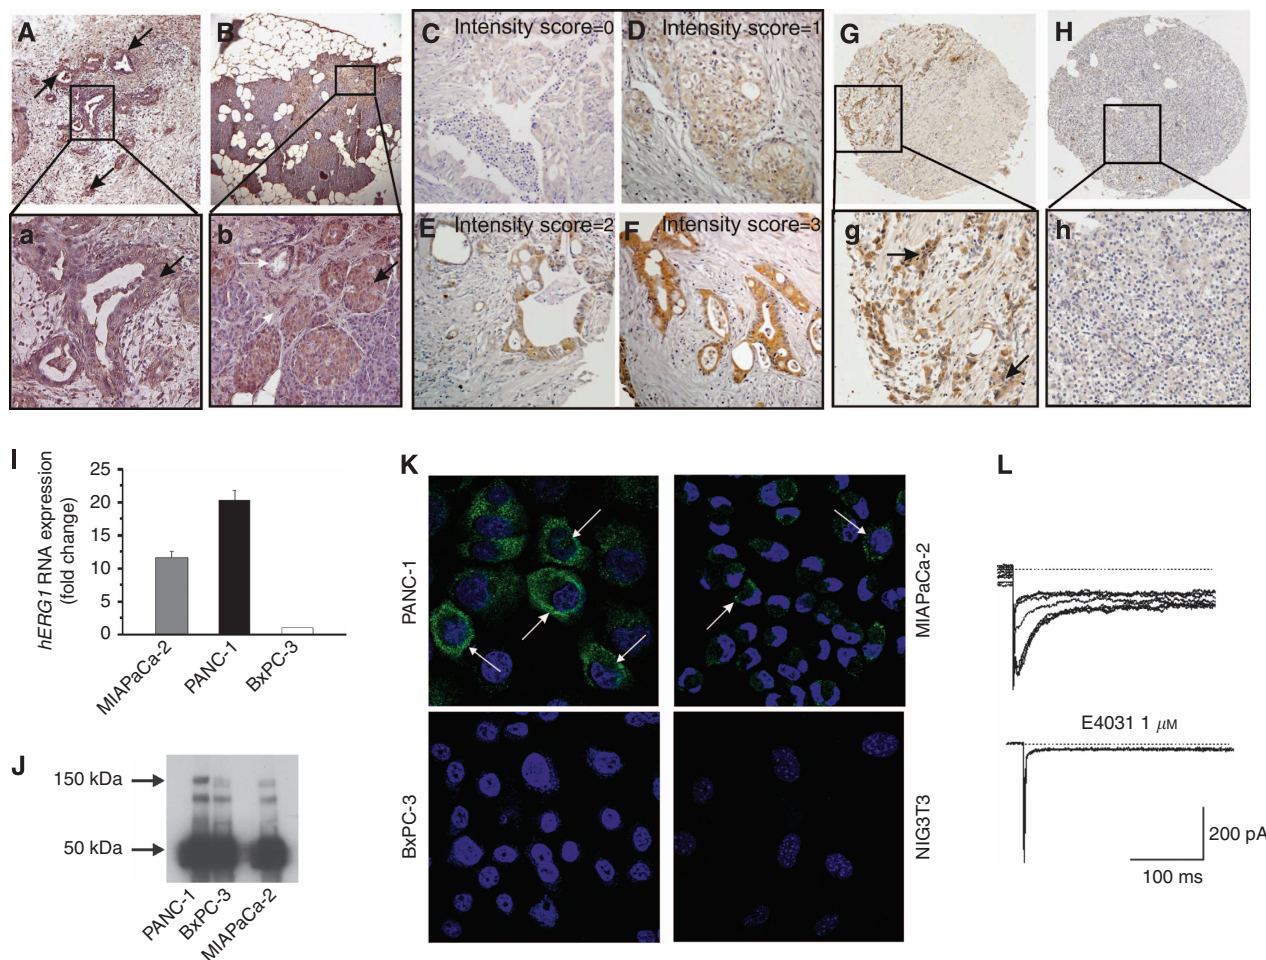 A
B
C Intensity score=0
D Intensity score=1
E Intensity score=2
F Intensity score=3
G
H
a
b
g
h
I
hERG1 RNA expression
(fold change)
25
20
15
10
5
0
MIAPaCa-2
PANC-1
BxPC-3
J
150 kDa
50 kDa
PANC-1
BxPC-3
MIAPaCa-2
K
PANC-1
MIAPaCa-2
BxPC-3
NIG3T3
L
E4031 1 μM
200 pA
100 ms